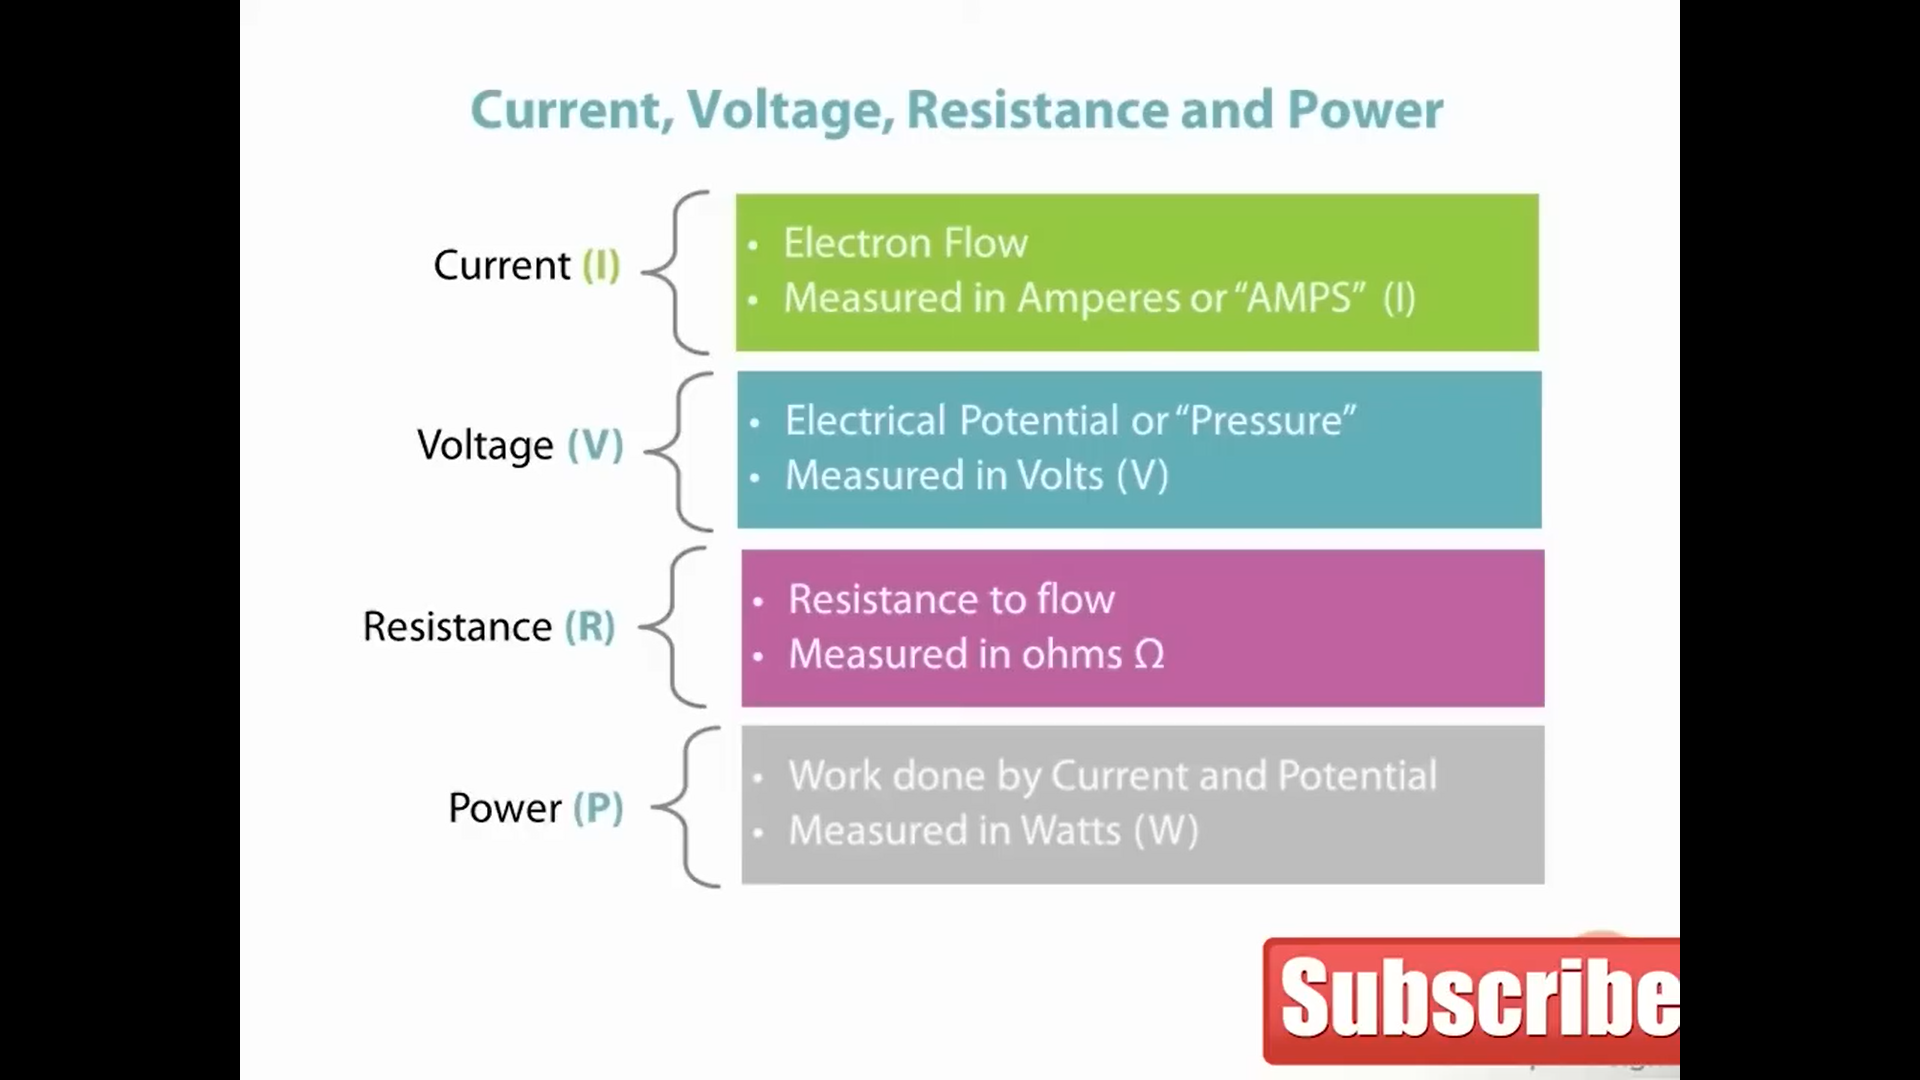 Current, Voltage, Resistance and Power
Current (I)
• Electron Flow
• Measured in Amperes or “AMPS” (I)
Voltage (V)
• Electrical Potential or “Pressure”
• Measured in Volts (V)
Resistance (R)
• Resistance to flow
• Measured in ohms Ω
Power (P)
• Work done by Current and Potential
• Measured in Watts (W)
Subscribe